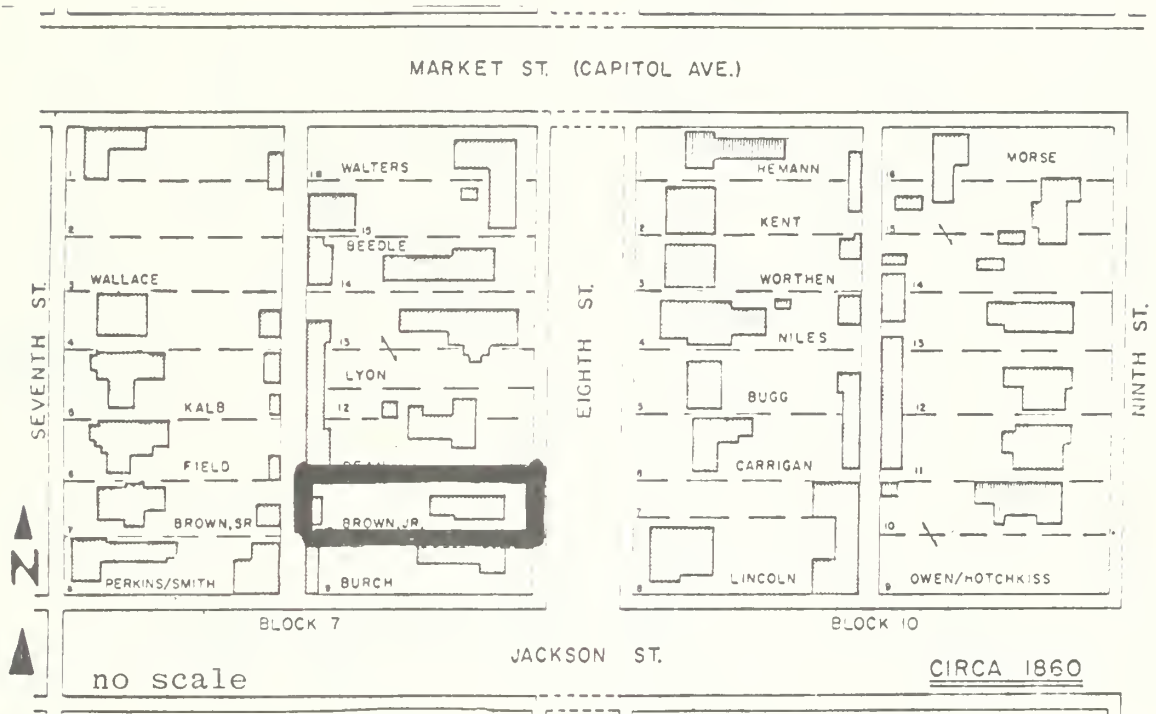 MARKET ST. (CAPITOL AVE.)
SEVENTH ST.
EIGHTH ST.
NINTH ST.
1
2
WALLACE
3
4
KALB
5
FIELD
6
BROWN, SR
7
PERKINS/SMITH
8
16 WALTERS
15
BEEDLE
14
13
LYON
12
DEAN
BROWN, JR.
9 BURCH
1
HEMANN
2
KENT
3
WORTHEN
4
NILES
BUGG
5
CARRIGAN
6
7
8
LINCOLN
16
MORSE
15
14
13
12
11
10
9
OWEN/HOTCHKISS
N
BLOCK 7
BLOCK 10
JACKSON ST.
no scale
CIRCA 1860